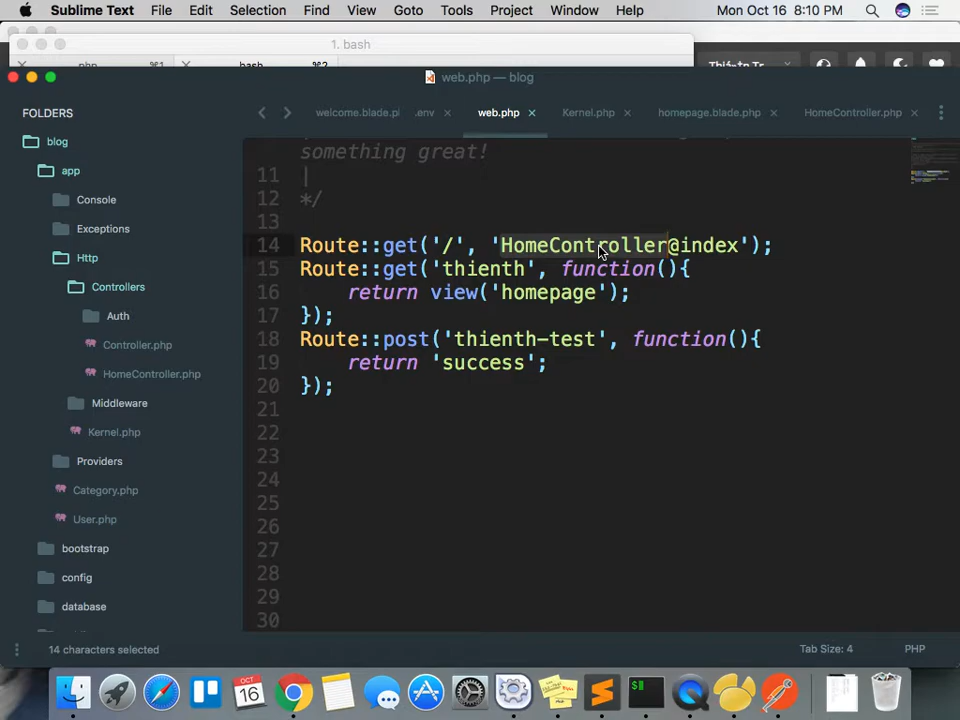 Sublime Text File Edit Selection Find View Goto Tools Project Window Help Mon Oct 16 8:10 PM
1. bash
php ⌘1 bash ⌘2
web.php — blog
FOLDERS
welcome.blade.p .env web.php Kernel.php homepage.blade.php HomeController.php
blog
app
Console
Exceptions
Http
Controllers
Auth
Controller.php
HomeController.php
Middleware
Kernel.php
Providers
Category.php
User.php
bootstrap
config
database
something great!
11 |
12 */
13
14 Route::get('/', 'HomeController@index');
15 Route::get('thienth', function(){
16 return view('homepage');
17 });
18 Route::post('thienth-test', function(){
19 return 'success';
20 });
21
22
23
24
25
26
27
28
29
30
14 characters selected Tab Size: 4 PHP
OCT
16